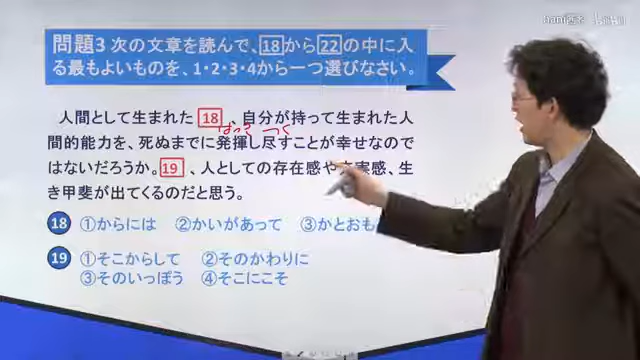 問題3 次の文章を読んで、18から22の中に入
る最もよいものを、1・2・3・4から一つ選びなさい。
人間として生まれた 18 、自分が持って生まれた人
はっき つく
間的能力を、死ぬまでに発揮し尽すことが幸せなので
はないだろうか。 19 、人としての存在感や充実感、生
き甲斐が出てくるのだと思う。
18 ①からには ②かいがあって ③かとおも
19 ①そこからして ②そのかわりに
③そのいっぽう ④そこにこそ